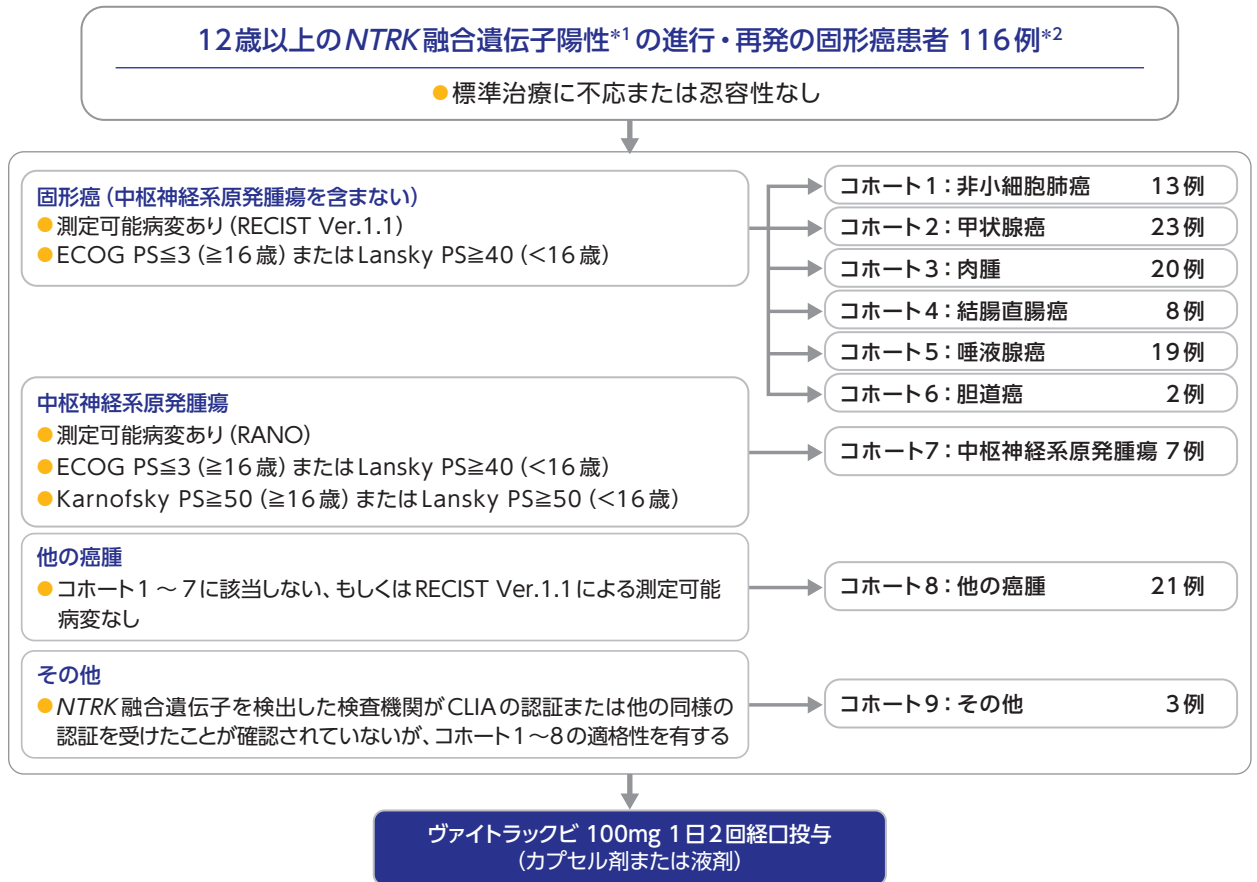 12歳以上のNTRK融合遺伝子陽性*1の進行・再発の固形癌患者 116例*2
●標準治療に不応または忍容性なし
固形癌（中枢神経系原発腫瘍を含まない）
●測定可能病変あり（RECIST Ver.1.1）
●ECOG PS≦3（≧16歳）またはLansky PS≧40（<16歳）
コホート1：非小細胞肺癌 13例
コホート2：甲状腺癌 23例
コホート3：肉腫 20例
コホート4：結腸直腸癌 8例
コホート5：唾液腺癌 19例
コホート6：胆道癌 2例
中枢神経系原発腫瘍
●測定可能病変あり（RANO）
●ECOG PS≦3（≧16歳）またはLansky PS≧40（<16歳）
●Karnofsky PS≧50（≧16歳）またはLansky PS≧50（<16歳）
コホート7：中枢神経系原発腫瘍 7例
他の癌腫
●コホート1～7に該当しない、もしくはRECIST Ver.1.1による測定可能
病変なし
コホート8：他の癌腫 21例
その他
●NTRK融合遺伝子を検出した検査機関がCLIAの認証または他の同様の
認証を受けたことが確認されていないが、コホート1～8の適格性を有する
コホート9：その他 3例
ヴァイトラックビ 100mg 1日2回経口投与
（カプセル剤または液剤）